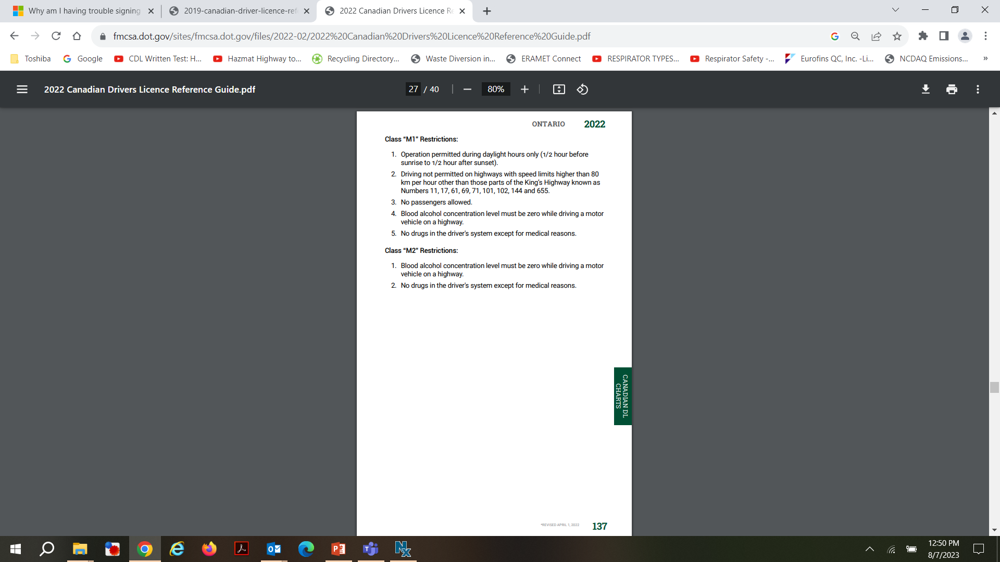 Why am I having trouble signing
2019-canadian-driver-licence-ref
2022 Canadian Drivers Licence Re
fmcsa.dot.gov/sites/fmcsa.dot.gov/files/2022-02/2022%20Canadian%20Drivers%20Licence%20Reference%20Guide.pdf
Toshiba
Google
CDL Written Test: H...
Hazmat Highway to...
Recycling Directory...
Waste Diversion in...
ERAMET Connect
RESPIRATOR TYPES...
Respirator Safety -...
Eurofins QC, Inc. -Li...
NCDAQ Emissions...
»
2022 Canadian Drivers Licence Reference Guide.pdf
27 / 40
80%
ONTARIO 2022
Class “M1” Restrictions:
1. Operation permitted during daylight hours only (1/2 hour before
sunrise to 1/2 hour after sunset).
2. Driving not permitted on highways with speed limits higher than 80
km per hour other than those parts of the King’s Highway known as
Numbers 11, 17, 61, 69, 71, 101, 102, 144 and 655.
3. No passengers allowed.
4. Blood alcohol concentration level must be zero while driving a motor
vehicle on a highway.
5. No drugs in the driver's system except for medical reasons.
Class “M2” Restrictions:
1. Blood alcohol concentration level must be zero while driving a motor
vehicle on a highway.
2. No drugs in the driver's system except for medical reasons.
CANADIAN DL
CHARTS
*REVISED APRIL 1, 2022 137
12:50 PM
8/7/2023